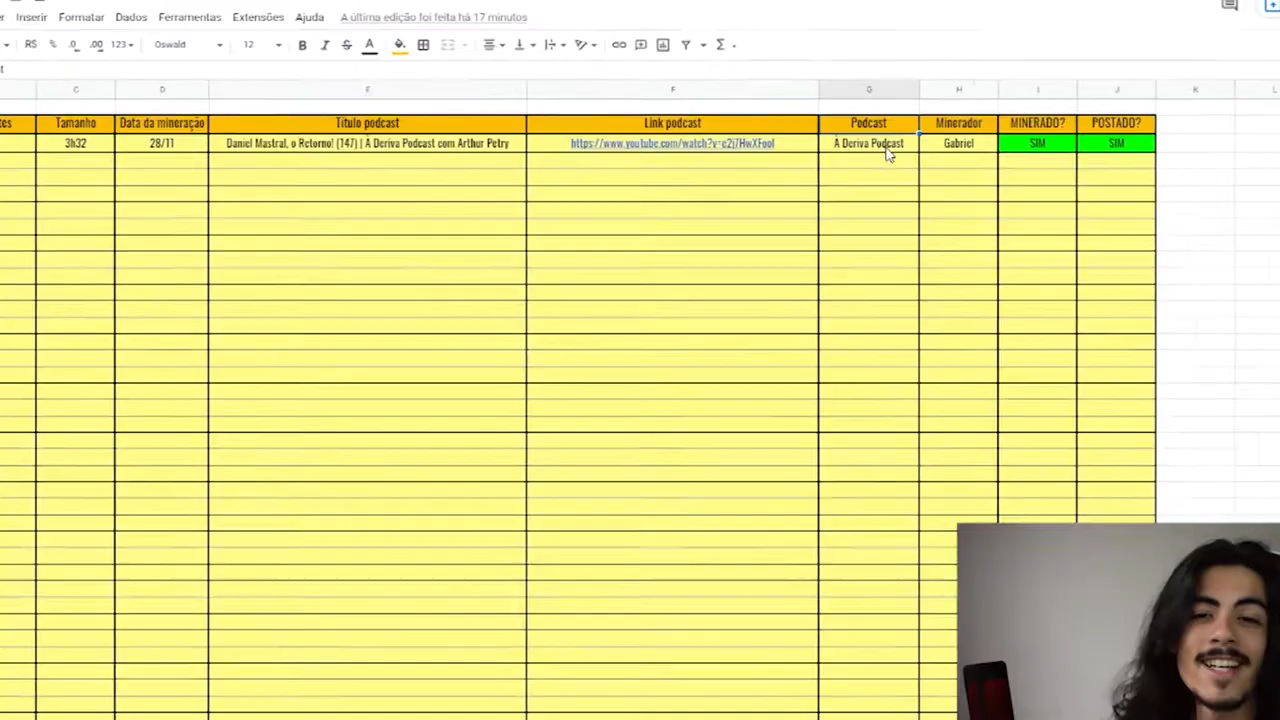 Inserir Formatar Dados Ferramentas Extensões Ajuda A última edição foi feita há 17 minutos
R$ % .0 .00 123 Oswald 12 B I S A
C D E F G H I J K L
Tamanho Data da mineração Título podcast Link podcast Podcast Minerador MINERADO? POSTADO?
3h32 28/11 Daniel Mastral, o Retorno! (147) | À Deriva Podcast com Arthur Petry À Deriva Podcast Gabriel SIM SIM